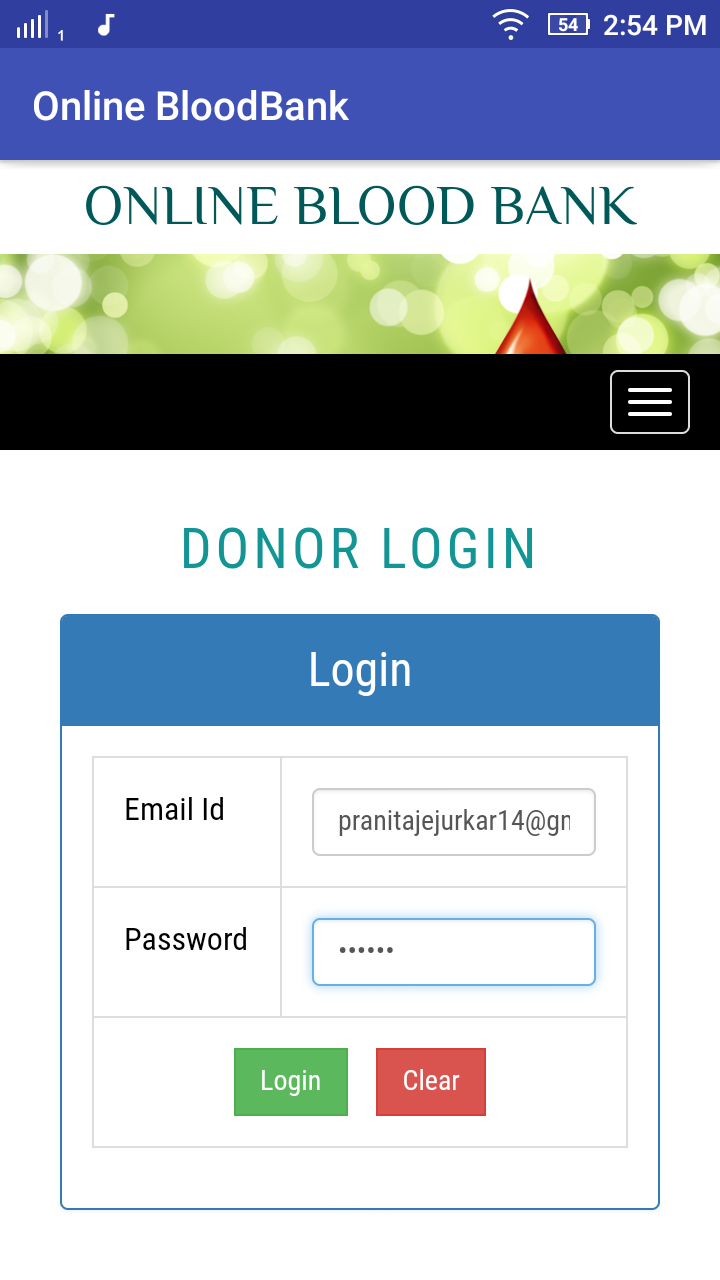 1 54 2:54 PM
Online BloodBank
ONLINE BLOOD BANK
DONOR LOGIN
Login
Email Id pranitajejurkar14@gm
Password ••••••
Login Clear